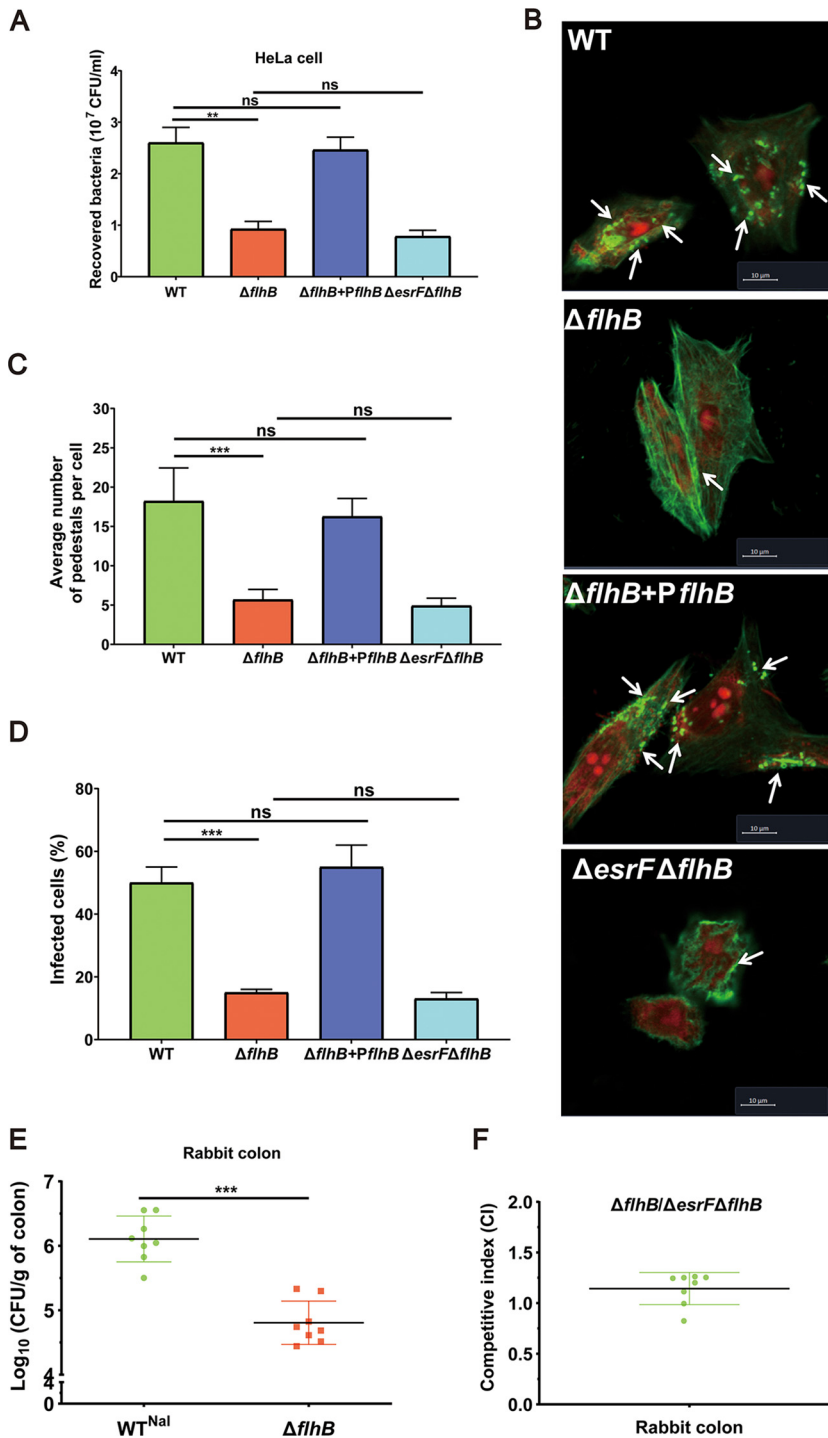 A
HeLa cell
Recovered bacteria (10⁷ CFU/ml)
4
3
2
1
0
ns
ns
**
WT
ΔflhB
ΔflhB+PflhB
ΔesrFΔflhB
B
WT
10 µm
ΔflhB
10 µm
ΔflhB+PflhB
10 µm
ΔesrFΔflhB
10 µm
C
Average number
of pedestals per cell
30
25
20
15
10
5
0
ns
ns
***
WT
ΔflhB
ΔflhB+PflhB
ΔesrFΔflhB
D
Infected cells (%)
80
60
40
20
0
ns
ns
***
WT
ΔflhB
ΔflhB+PflhB
ΔesrFΔflhB
E
Rabbit colon
Log₁₀ (CFU/g of colon)
7
6
5
4
4
0
***
WTᴺᵃˡ
ΔflhB
F
ΔflhB/ΔesrFΔflhB
Competitive index (CI)
2.0
1.5
1.0
0.5
0.0
Rabbit colon